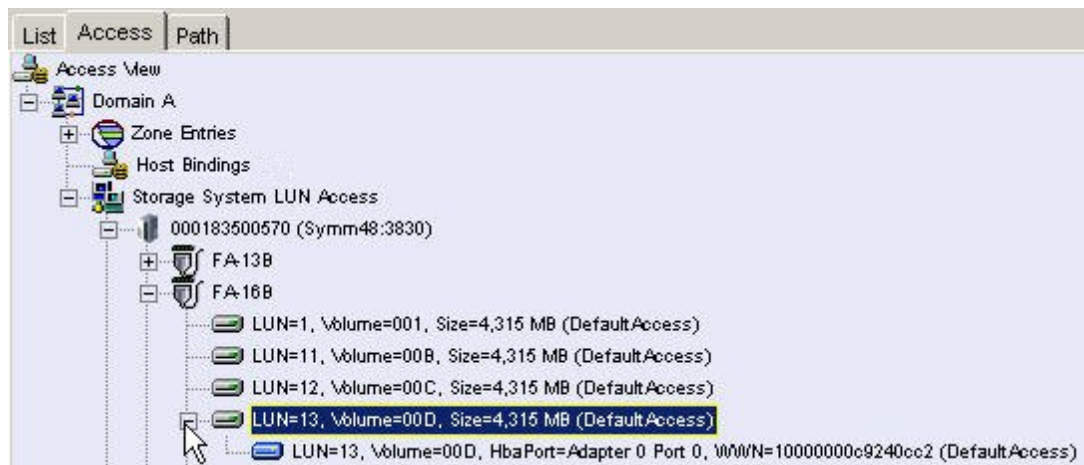 List Access Path
Access View
Domain A
Zone Entries
Host Bindings
Storage System LUN Access
000183500570 (Symm48:3830)
FA-13B
FA-16B
LUN=1, Volume=001, Size=4,315 MB (DefaultAccess)
LUN=11, Volume=00B, Size=4,315 MB (DefaultAccess)
LUN=12, Volume=00C, Size=4,315 MB (DefaultAccess)
LUN=13, Volume=00D, Size=4,315 MB (DefaultAccess)
LUN=13, Volume=00D, HbaPort=Adapter 0 Port 0, WWN=10000000c9240cc2 (DefaultAccess)